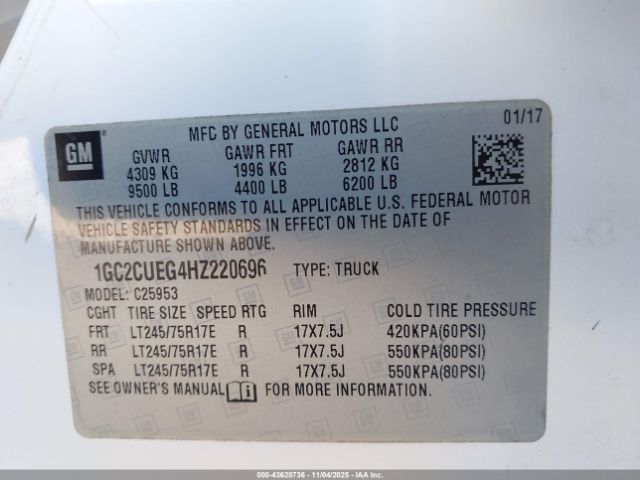 MFD BY GENERAL MOTORS LLC 01/17
GM
GVWR GAWR FRT GAWR RR
4309 KG 1996 KG 2812 KG
9500 LB 4400 LB 6200 LB
THIS VEHICLE CONFORMS TO ALL APPLICABLE U.S. FEDERAL MOTOR
VEHICLE SAFETY STANDARDS IN EFFECT ON THE DATE OF
MANUFACTURE SHOWN ABOVE.
1GC2CUEG4HZ220696 TYPE: TRUCK
MODEL: C25953
CGHT TIRE SIZE SPEED RTG RIM COLD TIRE PRESSURE
FRT LT245/75R17E R 17X7.5J 420KPA(60PSI)
RR LT245/75R17E R 17X7.5J 550KPA(80PSI)
SPA LT245/75R17E R 17X7.5J 550KPA(80PSI)
SEE OWNER'S MANUAL i FOR MORE INFORMATION.
000-43628736 - 11/04/2025 - IAAI.COM